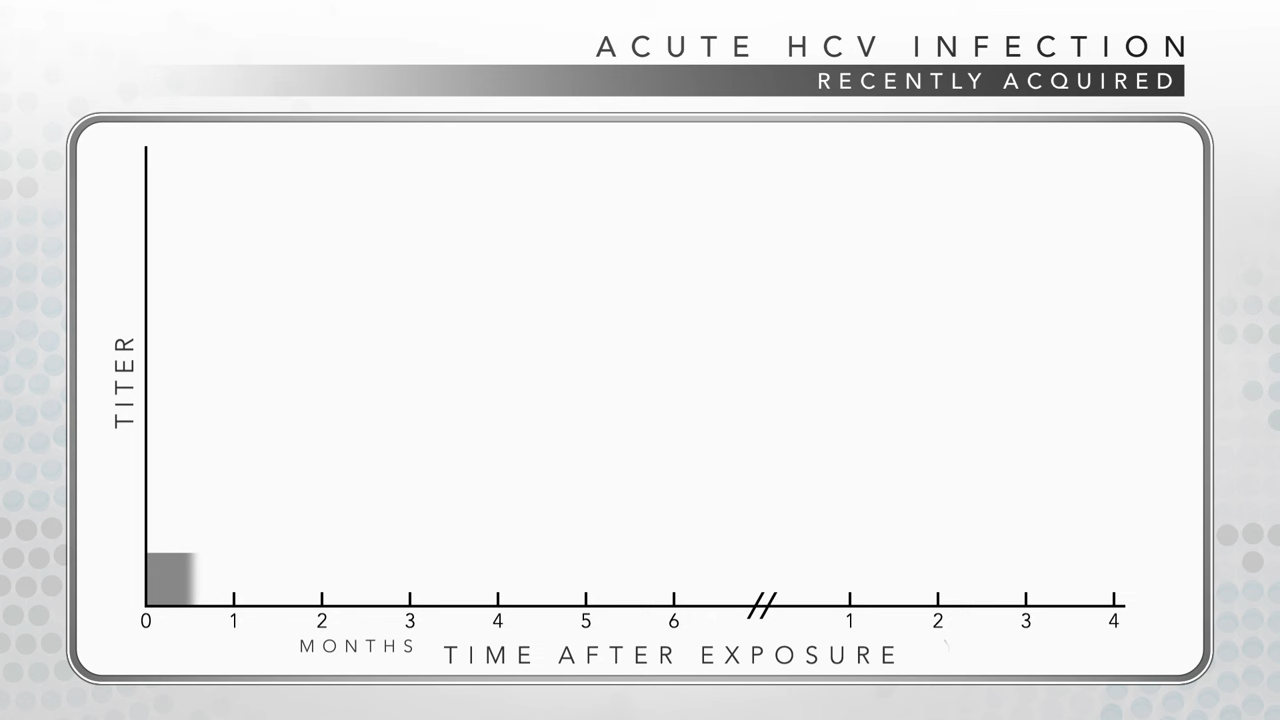 ACUTE HCV INFECTION
RECENTLY ACQUIRED
TITER
0 1 2 3 4 5 6 // 1 2 3 4
MONTHS
TIME AFTER EXPOSURE